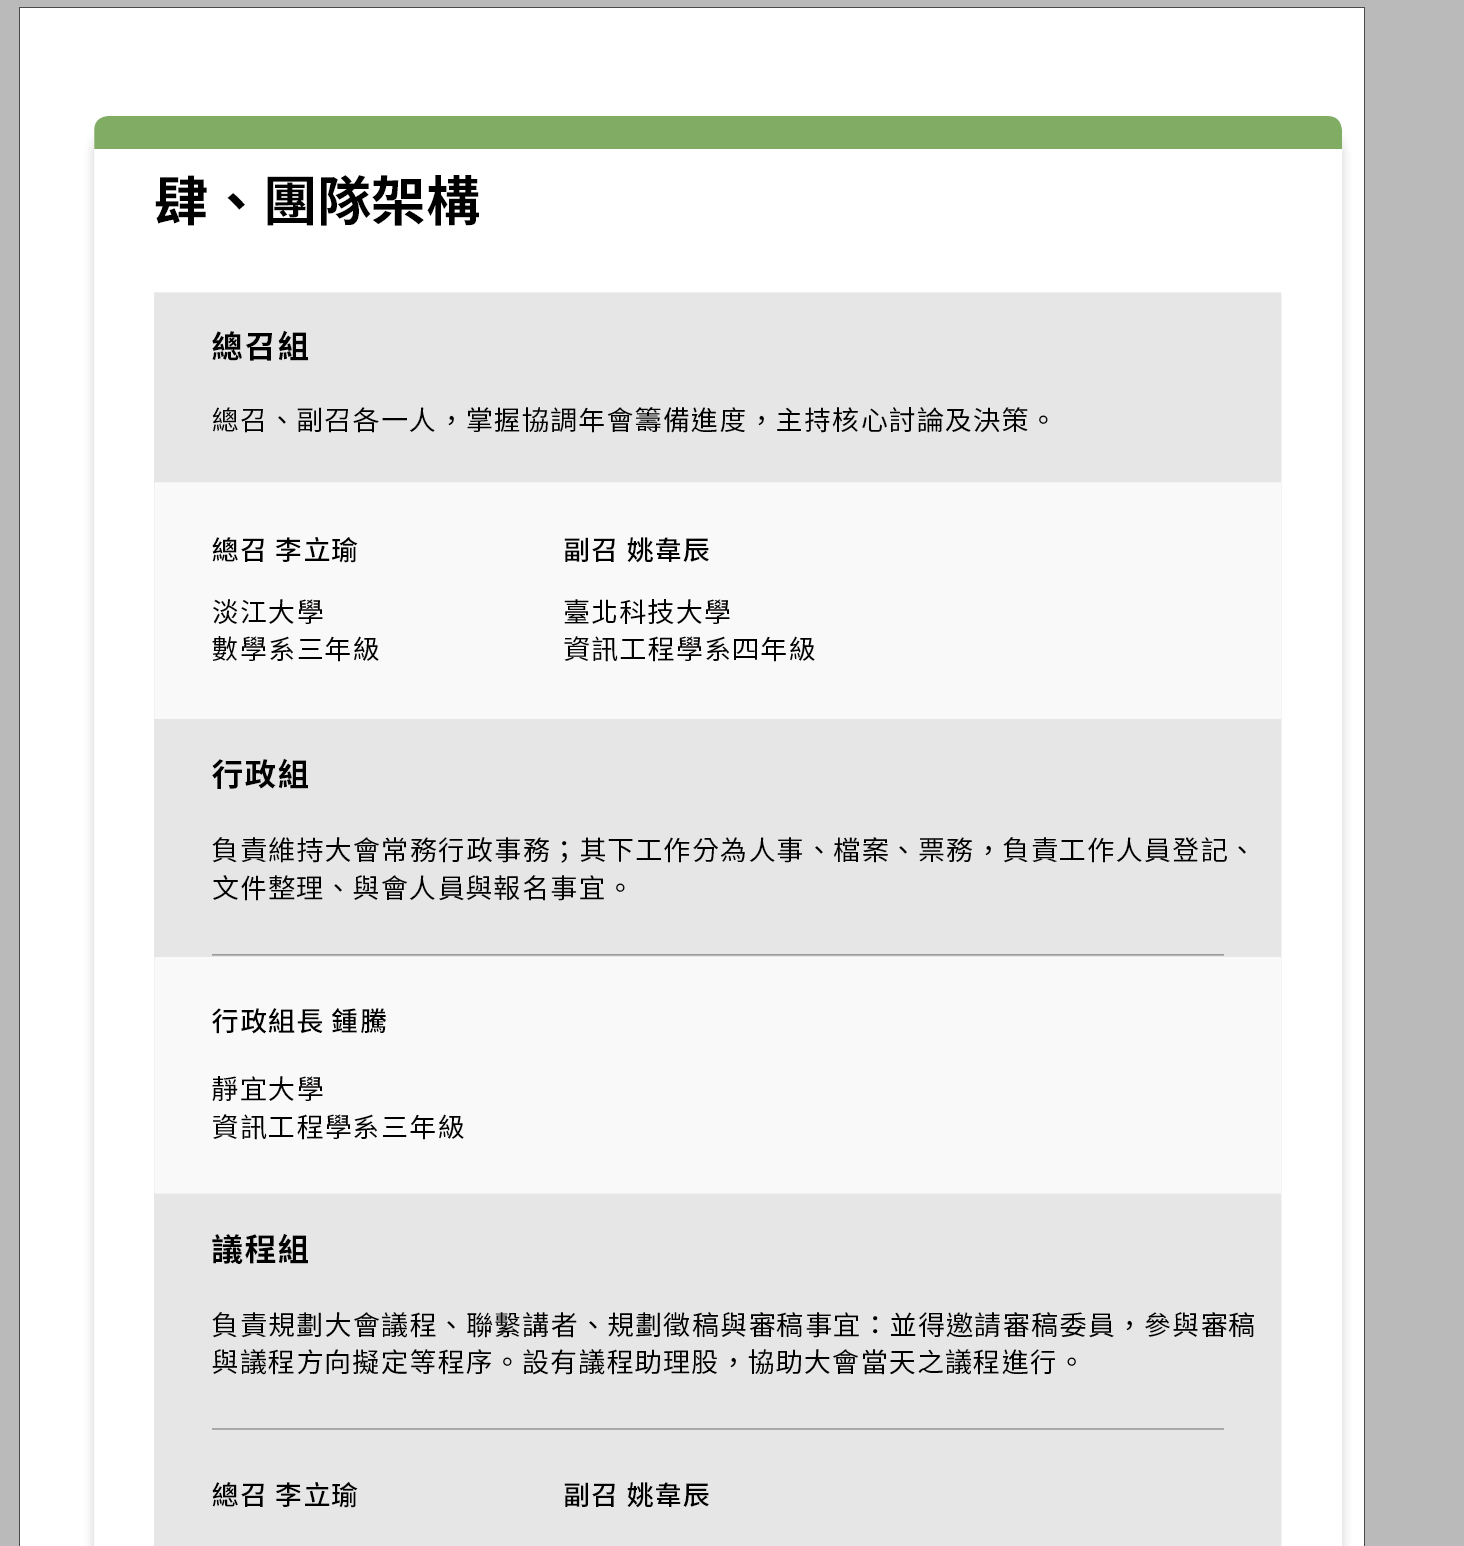 肆、團隊架構
總召組
總召、副召各一人，掌握協調年會籌備進度，主持核心討論及決策。
總召 李立瑜
副召 姚韋辰
淡江大學
數學系三年級
臺北科技大學
資訊工程學系四年級
行政組
負責維持大會常務行政事務；其下工作分為人事、檔案、票務，負責工作人員登記、
文件整理、與會人員與報名事宜。
行政組長 鍾騰
靜宜大學
資訊工程學系三年級
議程組
負責規劃大會議程、聯繫講者、規劃徵稿與審稿事宜：並得邀請審稿委員，參與審稿
與議程方向擬定等程序。設有議程助理股，協助大會當天之議程進行。
總召 李立瑜
副召 姚韋辰